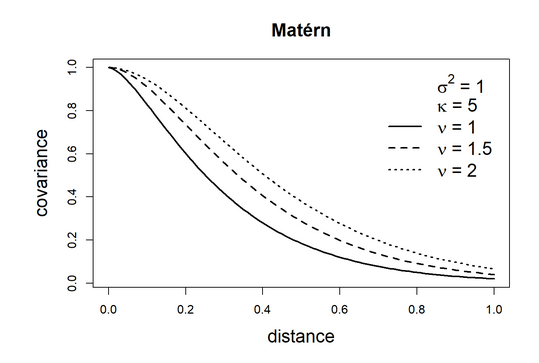 Matérn
covariance
1.0
0.8
0.6
0.4
0.2
0.0
σ² = 1
κ = 5
ν = 1
ν = 1.5
ν = 2
0.0 0.2 0.4 0.6 0.8 1.0
distance